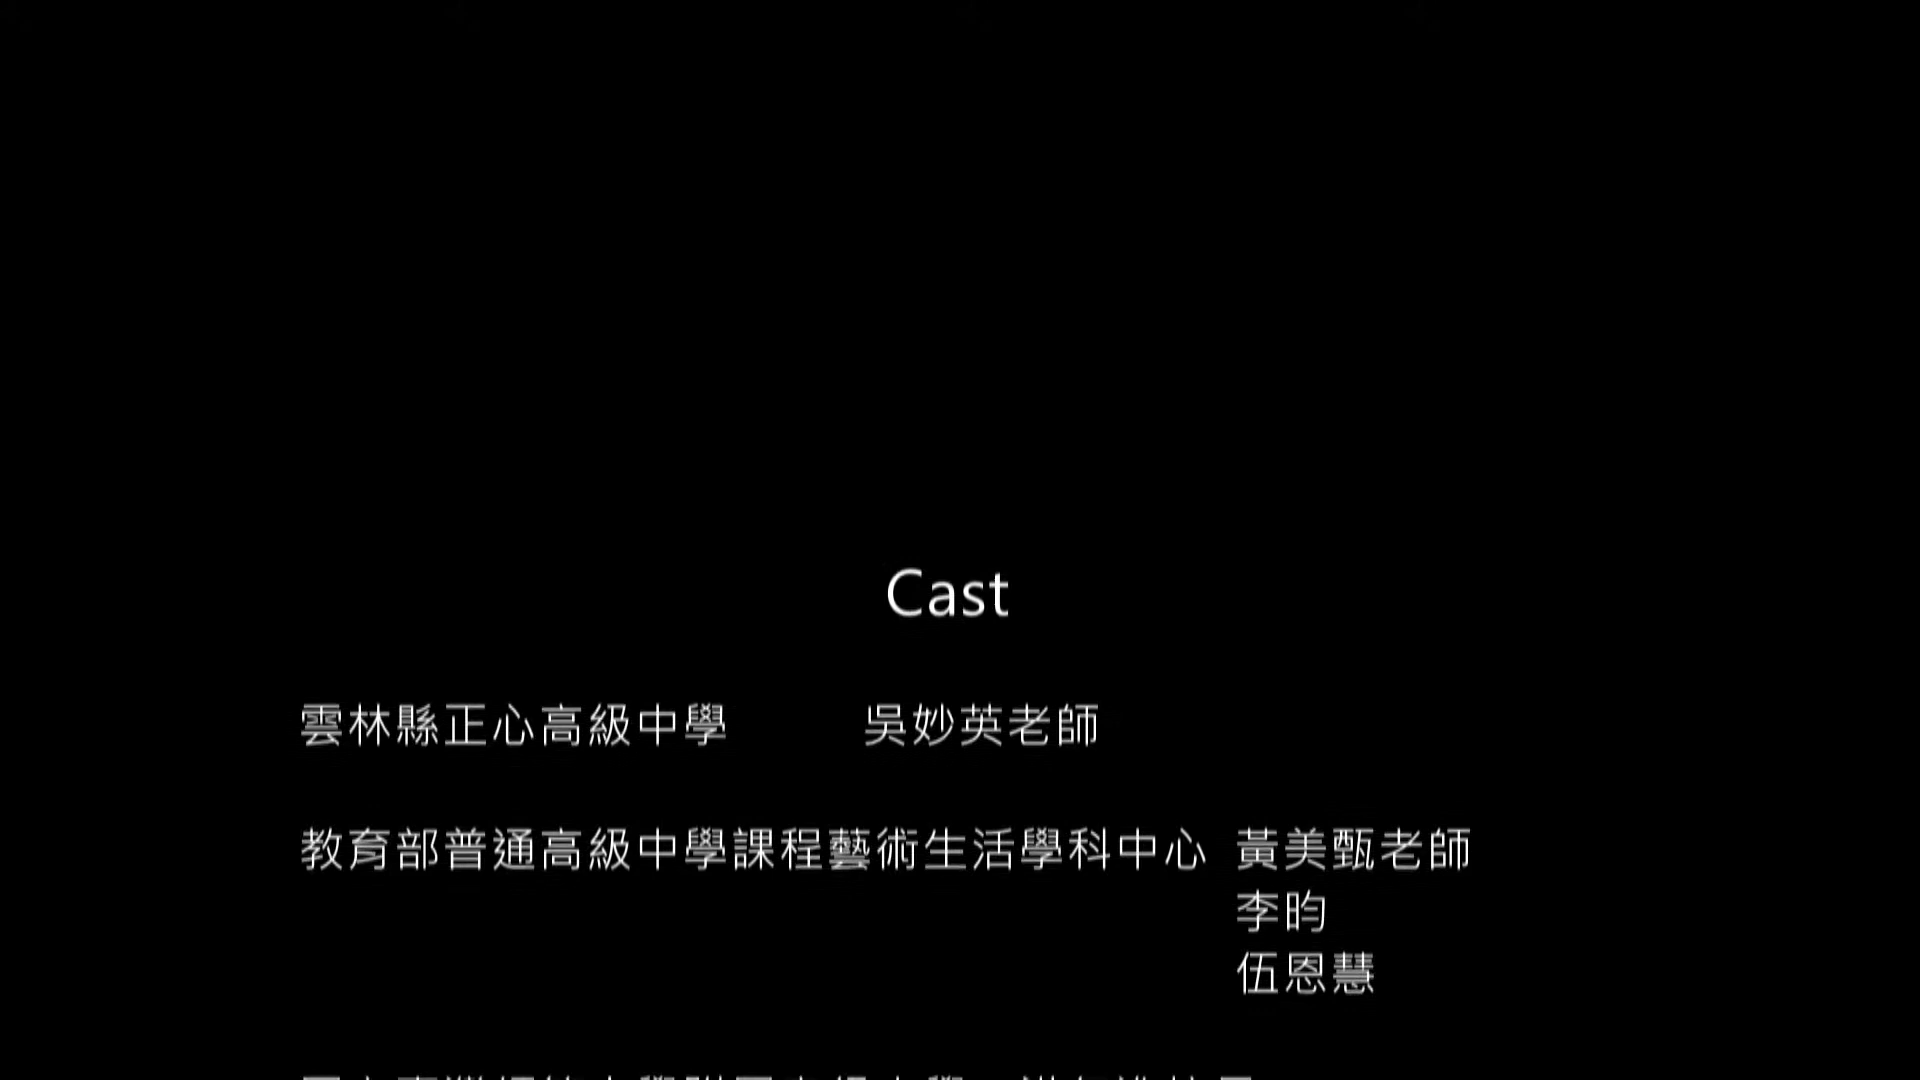 Cast
雲林縣正心高級中學 吳妙英老師
教育部普通高級中學課程藝術生活學科中心 黃美甄老師
李昀
伍恩慧